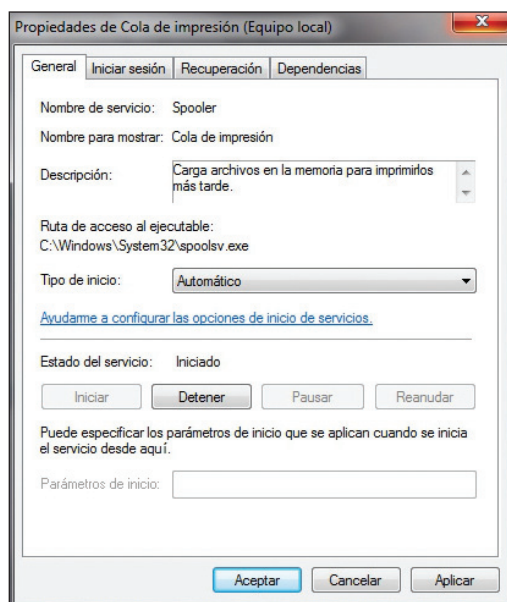 Propiedades de Cola de impresión (Equipo local)
General Iniciar sesión Recuperación Dependencias
Nombre de servicio: Spooler
Nombre para mostrar: Cola de impresión
Descripción: Carga archivos en la memoria para imprimirlos
más tarde.
Ruta de acceso al ejecutable:
C:\Windows\System32\spoolsv.exe
Tipo de inicio: Automático
Ayudarme a configurar las opciones de inicio de servicios.
Estado del servicio: Iniciado
Iniciar Detener Pausar Reanudar
Puede especificar los parámetros de inicio que se aplican cuando se inicia
el servicio desde aquí.
Parámetros de inicio:
Aceptar Cancelar Aplicar